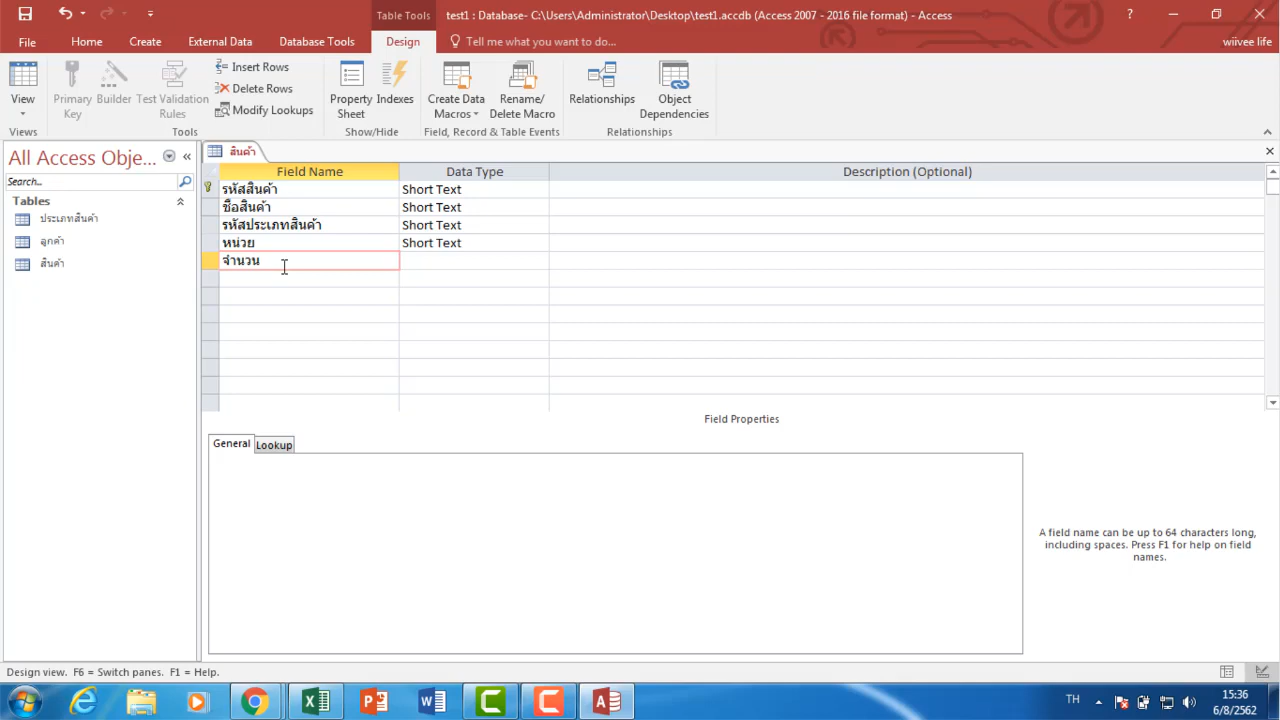 Table Tools
test1 : Database- C:\Users\Administrator\Desktop\test1.accdb (Access 2007 - 2016 file format) - Access
?
File Home Create External Data Database Tools Design Tell me what you want to do...
wiivee life
View
Primary Key
Builder
Test Validation Rules
Insert Rows
Delete Rows
Modify Lookups
Property Sheet
Indexes
Create Data Macros
Rename/ Delete Macro
Relationships
Object Dependencies
Views Tools Show/Hide Field, Record & Table Events Relationships
All Access Obje...
Search...
Tables
ประเภทสินค้า
ลูกค้า
สินค้า
สินค้า
Field Name Data Type Description (Optional)
รหัสสินค้า Short Text
ชื่อสินค้า Short Text
รหัสประเภทสินค้า Short Text
หน่วย Short Text
จำนวน
Field Properties
General Lookup
A field name can be up to 64 characters long,
including spaces. Press F1 for help on field
names.
Design view. F6 = Switch panes. F1 = Help.
TH
15:36
6/8/2562